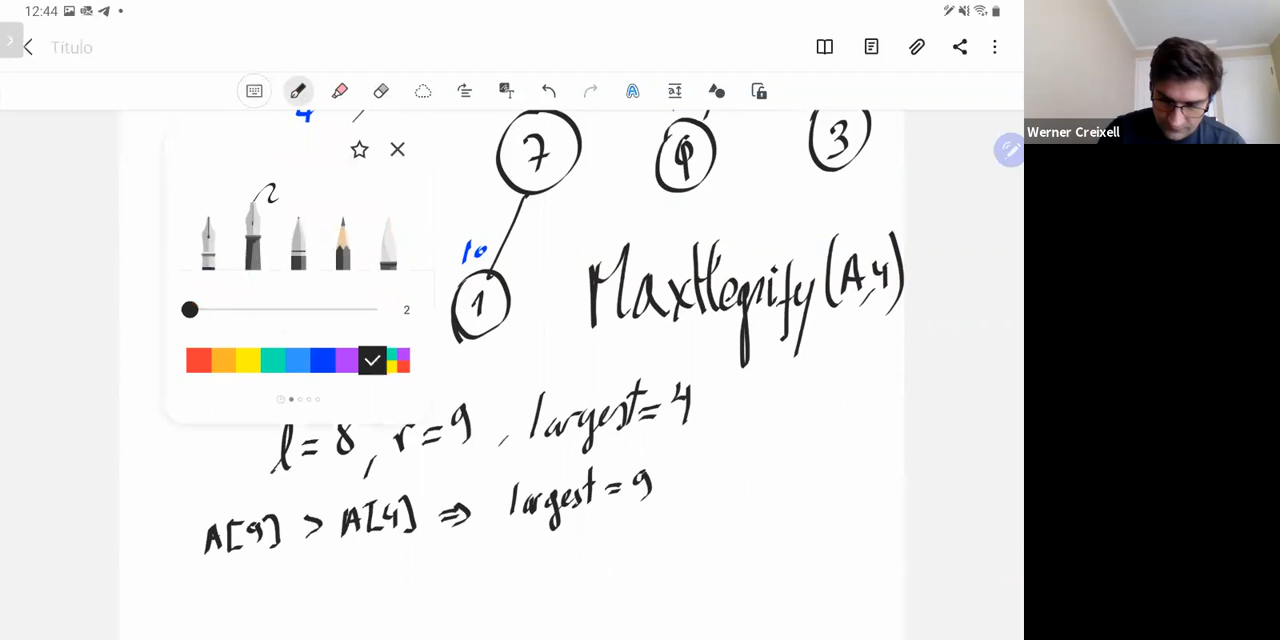 12:44
Título
4
7
9
3
Werner Creixell
10
1
MaxHeapify(A,4)
2
l=8, r=9, largest=4
A[9] > A[4] ⇒ largest=9